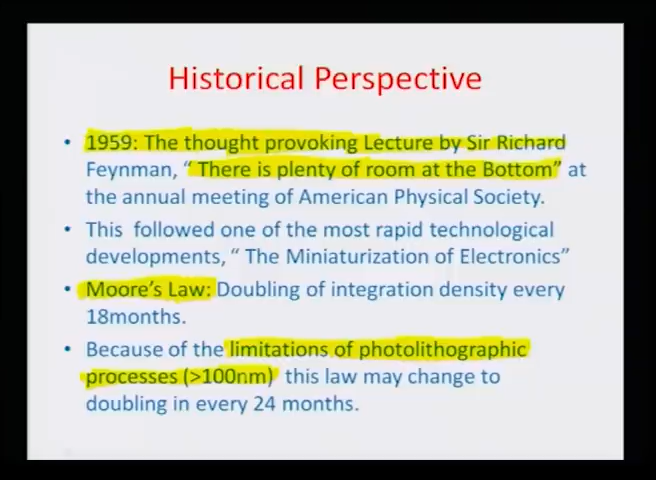 Historical Perspective
• 1959: The thought provoking Lecture by Sir Richard
Feynman, “ There is plenty of room at the Bottom” at
the annual meeting of American Physical Society.
• This followed one of the most rapid technological
developments, “ The Miniaturization of Electronics”
• Moore’s Law: Doubling of integration density every
18months.
• Because of the limitations of photolithographic
processes (>100nm) this law may change to
doubling in every 24 months.